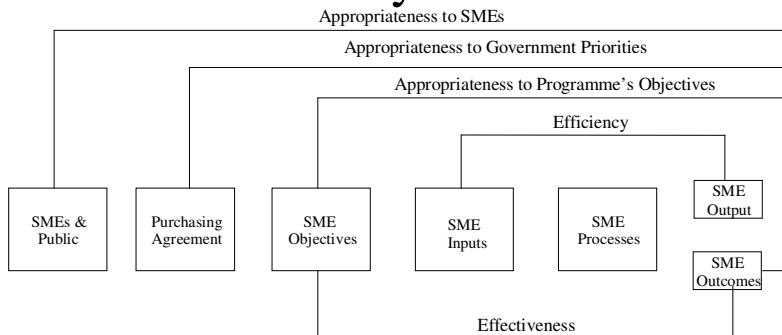 Appropriateness to SMEs
Appropriateness to Government Priorities
Appropriateness to Programme's Objectives
Efficiency
SMEs &
Public
Purchasing
Agreement
SME
Objectives
SME
Inputs
SME
Processes
SME
Output
SME
Outcomes
Effectiveness